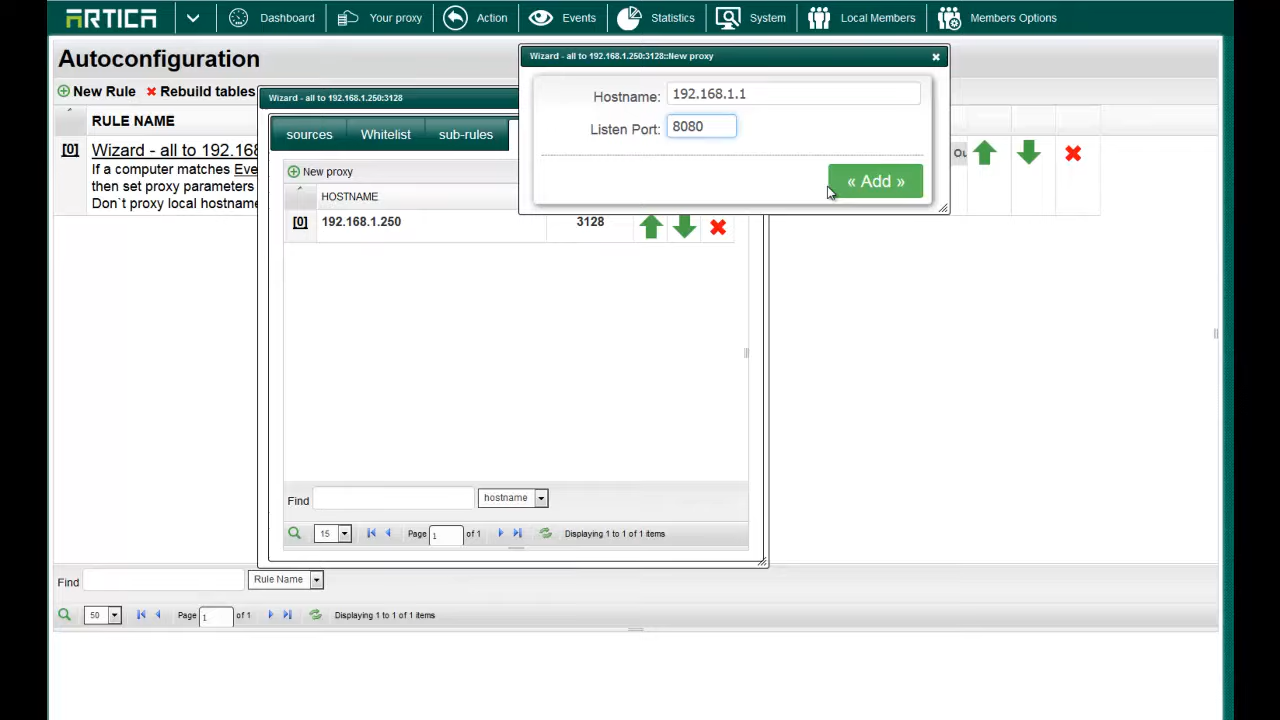 ARTICA
Dashboard
Your proxy
Action
Events
Statistics
System
Local Members
Members Options
Autoconfiguration
New Rule
Rebuild tables
RULE NAME
[0]
Wizard - all to 192.168
If a computer matches Eve
then set proxy parameters
Don`t proxy local hostname
Wizard - all to 192.168.1.250:3128
sources
Whitelist
sub-rules
New proxy
HOSTNAME
[0]
192.168.1.250
3128
Find
hostname
15
Page
1
of 1
Displaying 1 to 1 of 1 items
Wizard - all to 192.168.1.250:3128::New proxy
Hostname:
192.168.1.1
Listen Port:
8080
« Add »
Ou
Find
Rule Name
50
Page
1
of 1
Displaying 1 to 1 of 1 items